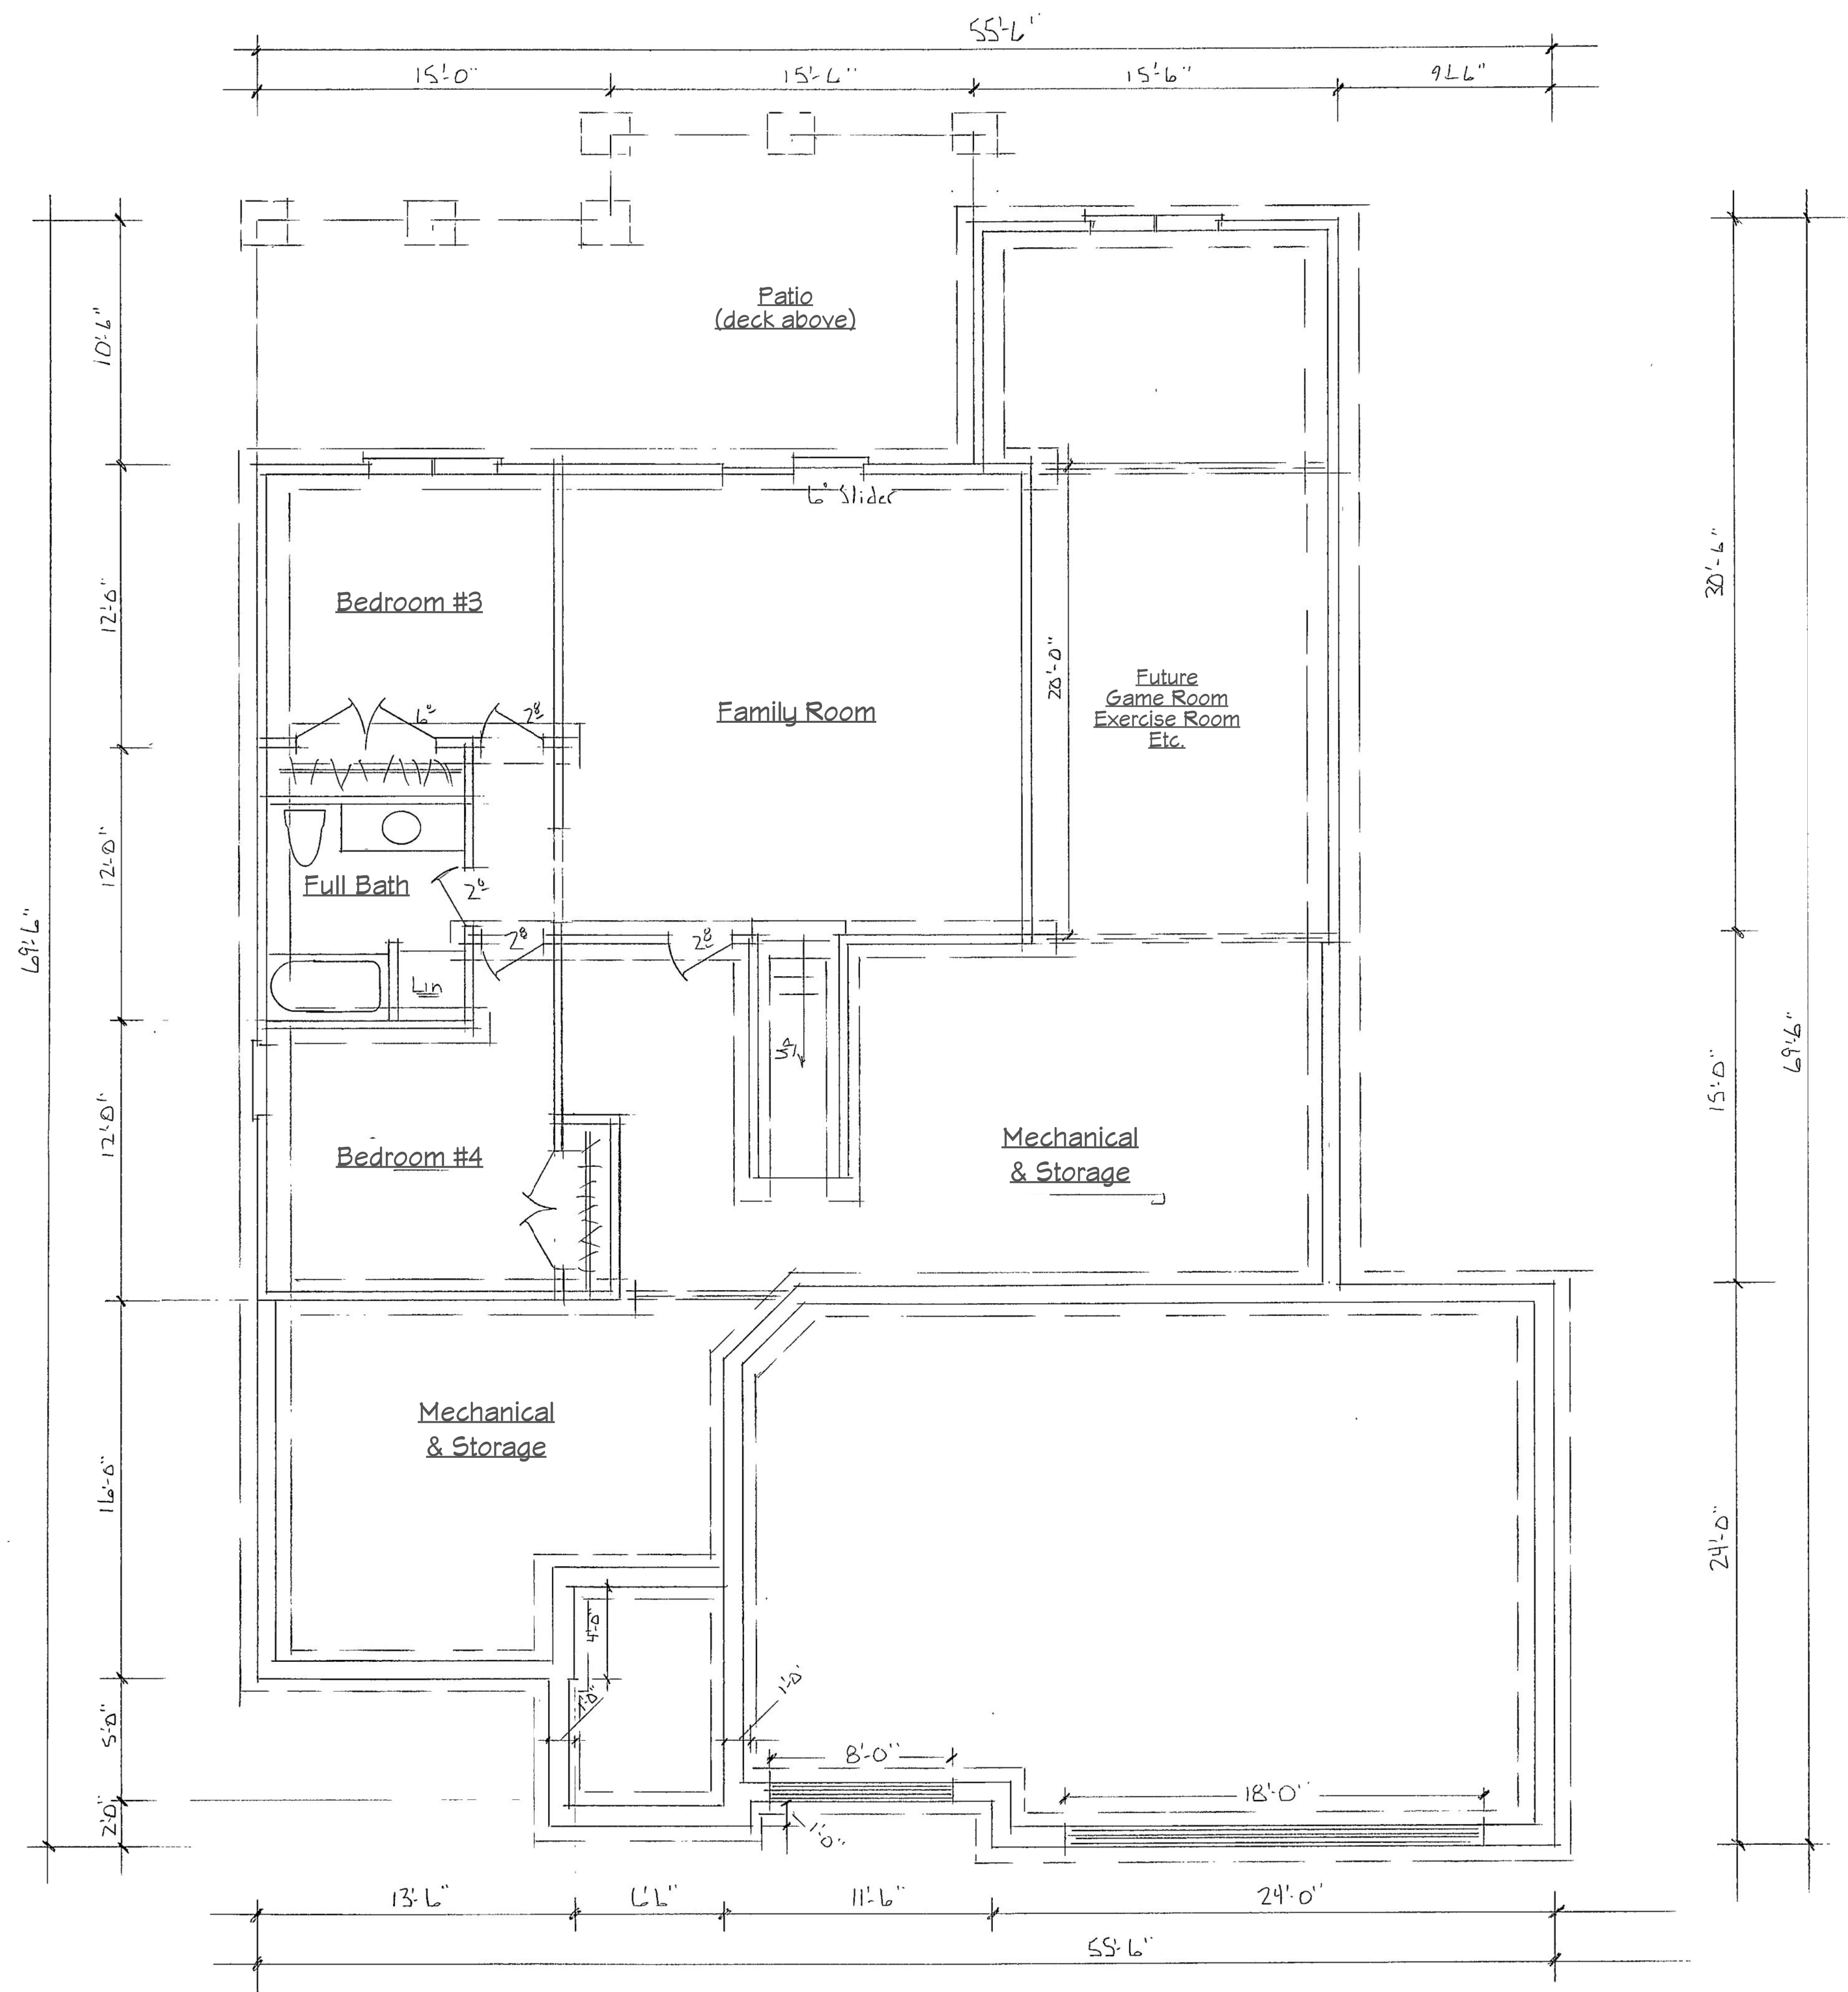 55'-6"
15'-0"
15'-6"
15'-6"
9'-6"
Patio
(deck above)
10'-6"
6° Slider
30'-6"
12'-0"
Bedroom #3
20'-0"
Future
Game Room
Exercise Room
Etc.
Family Room
6°
2⁸
12'-0"
Full Bath
2⁶
69'-6"
2⁸
2⁸
Lin
UP
69'-6"
15'-0"
12'-0"
Bedroom #4
Mechanical
& Storage
Mechanical
& Storage
16'-0"
24'-0"
4'-0"
1'-0"
1'-0"
5'-0"
8'-0"
18'-0"
2'-0"
1'-0"
13'-6"
6'-6"
11'-6"
24'-0"
55'-6"